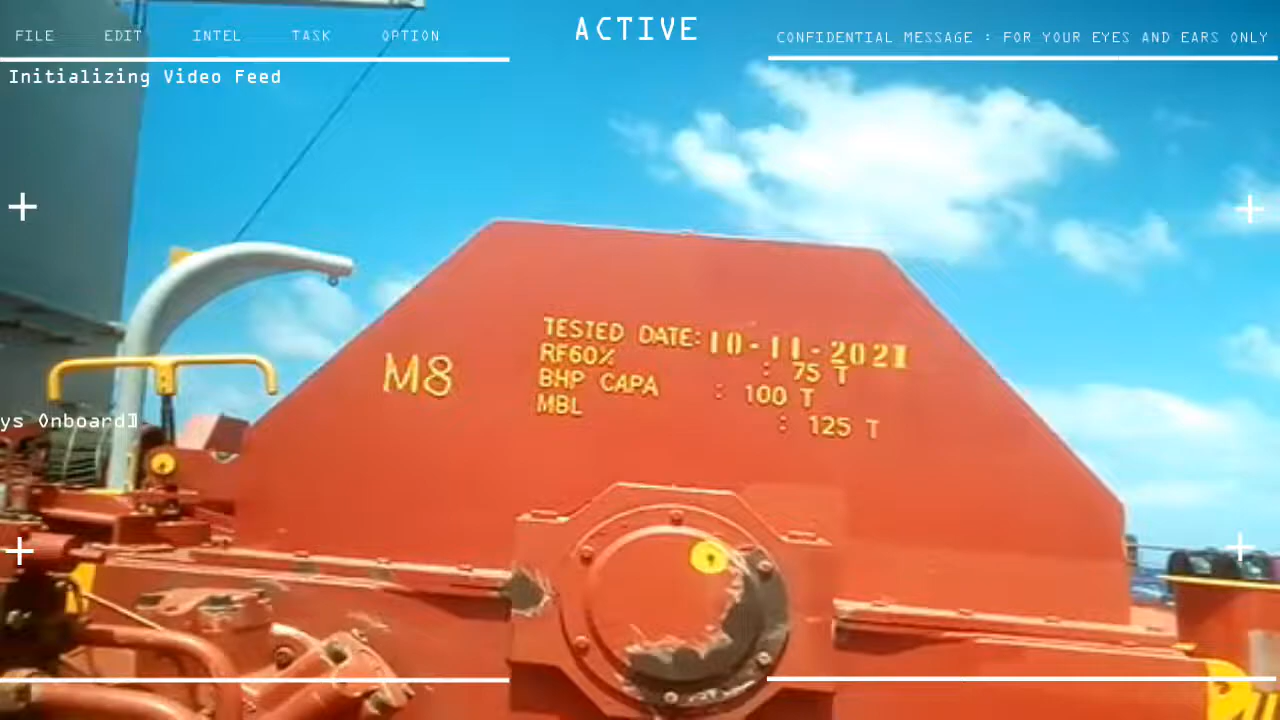 FILE EDIT INTEL TASK OPTION
ACTIVE
CONFIDENTIAL MESSAGE : FOR YOUR EYES AND EARS ONLY
Initializing Video Feed
M8
TESTED DATE: 10-11-2021
RF60% : 75 T
BHP CAPA : 100 T
MBL : 125 T
ys Onboard]